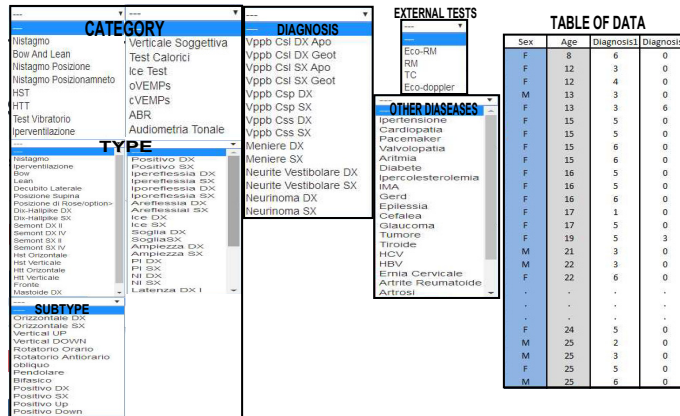 ---
---
CATEGORY
---
Nistagmo
Bow And Lean
Nistagmo Posizione
Nistagmo Posizionamneto
HST
HTT
Test Vibratorio
Iperventilazione
Verticale Soggettiva
Test Calorici
Ice Test
oVEMPs
cVEMPs
ABR
Audiometria Tonale
TYPE
---
---
Nistagmo
Iperventilazione
Bow
Lean
Decubito Laterale
Posizione Supina
Posizione di Rose/option>
Dix-Hallpike DX
Dix-Hallpike SX
Semont DX II
Semont DX IV
Semont SX II
Semont SX IV
Hst Orizontale
Hst Verticale
Htt Orizzontale
Htt Verticale
Fronte
Mastoide DX
---
Positivo DX
Positivo SX
Ipereflessia DX
Ipereflessia SX
Iporeflessia DX
Iporeflessia SX
Areflessia DX
Areflessiai SX
Ice DX
Ice SX
Soglia DX
SogliaSX
Ampiezza DX
Ampiezza SX
PI DX
PI SX
NI DX
NI SX
Latenza DX I
---
SUBTYPE
Orizzontale DX
Orizzontale SX
Vertical UP
Vertical DOWN
Rotatorio Orario
Rotatorio Antiorario
obliquo
Pendolare
Bifasico
Positivo DX
Positivo SX
Positivo Up
Positivo Down
---
DIAGNOSIS
Vppb Csl DX Apo
Vppb Csl DX Geot
Vppb Csl SX Apo
Vppb Csl SX Geot
Vppb Csp DX
Vppb Csp SX
Vppb Css DX
Vppb Css SX
Meniere DX
Meniere SX
Neurite Vestibolare DX
Neurite Vestibolare SX
Neurinoma DX
Neurinoma SX
EXTERNAL TESTS
---
---
Eco-RM
RM
TC
Eco-doppler
---
OTHER DIASEASES
Ipertensione
Cardiopatia
Pacemaker
Valvolopatia
Aritmia
Diabete
Ipercolesterolemia
IMA
Gerd
Epilessia
Cefalea
Glaucoma
Tumore
Tiroide
HCV
HBV
Ernia Cervicale
Artrite Reumatoide
Artrosi
TABLE OF DATA
Sex Age Diagnosis1 Diagnosis
F 8 6 0
F 12 3 0
F 12 4 0
M 13 3 0
F 13 3 6
F 15 5 0
F 15 5 0
F 15 6 0
F 15 6 0
F 16 5 0
F 16 5 0
F 16 6 0
F 17 1 0
F 17 5 0
F 19 5 3
M 21 3 0
M 22 3 0
F 22 6 0
. . . .
. . . .
. . . .
F 24 5 0
M 25 2 0
M 25 3 0
F 25 5 0
M 25 6 0